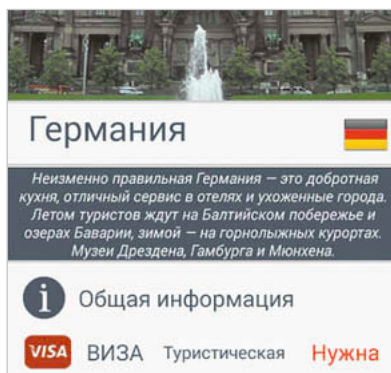 Германия
Неизменно правильная Германия — это добротная
кухня, отличный сервис в отелях и ухоженные города.
Летом туристов ждут на Балтийском побережье и
озерах Баварии, зимой — на горнолыжных курортах.
Музеи Дрездена, Гамбурга и Мюнхена.
i Общая информация
VISA ВИЗА Туристическая Нужна